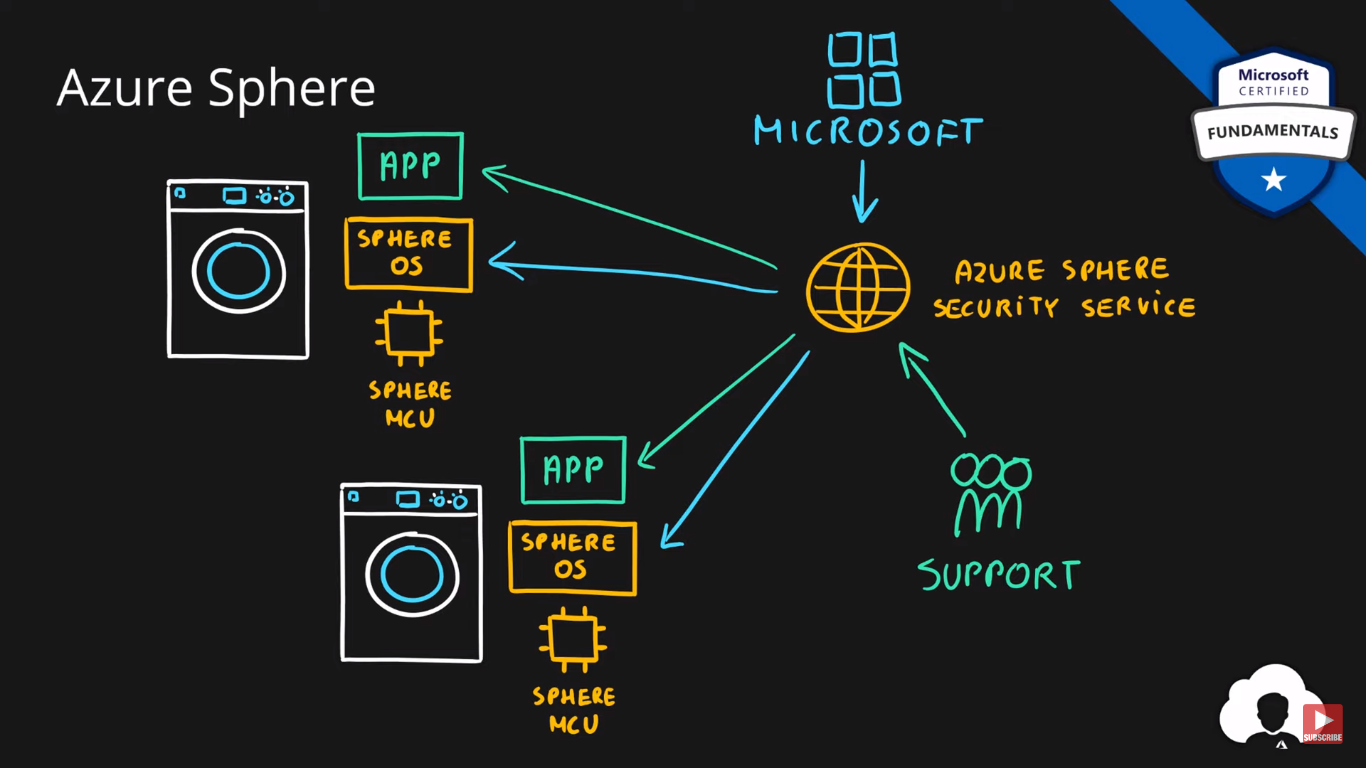 Azure Sphere
MICROSOFT
Microsoft
CERTIFIED
FUNDAMENTALS
APP
SPHERE
OS
SPHERE
MCU
AZURE SPHERE
SECURITY SERVICE
APP
SPHERE
OS
SPHERE
MCU
SUPPORT
SUBSCRIBE